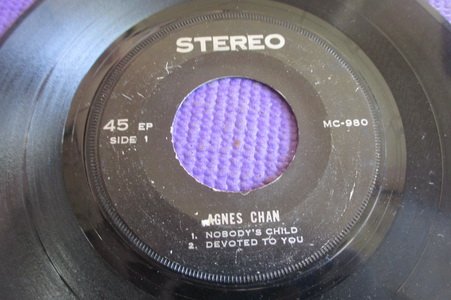 STEREO
45 EP
SIDE 1
MC-980
AGNES CHAN
1. NOBODY'S CHILD
2. DEVOTED TO YOU